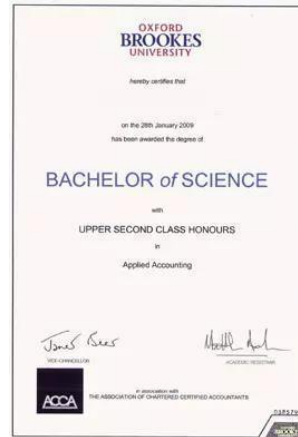 OXFORD
BROOKES
UNIVERSITY
hereby certifies that
on the 28th January 2009
has been awarded the degree of
BACHELOR of SCIENCE
with
UPPER SECOND CLASS HONOURS
in
Applied Accounting
VICE-CHANCELLOR
ACADEMIC REGISTRAR
ACCA
in association with
THE ASSOCIATION OF CHARTERED CERTIFIED ACCOUNTANTS